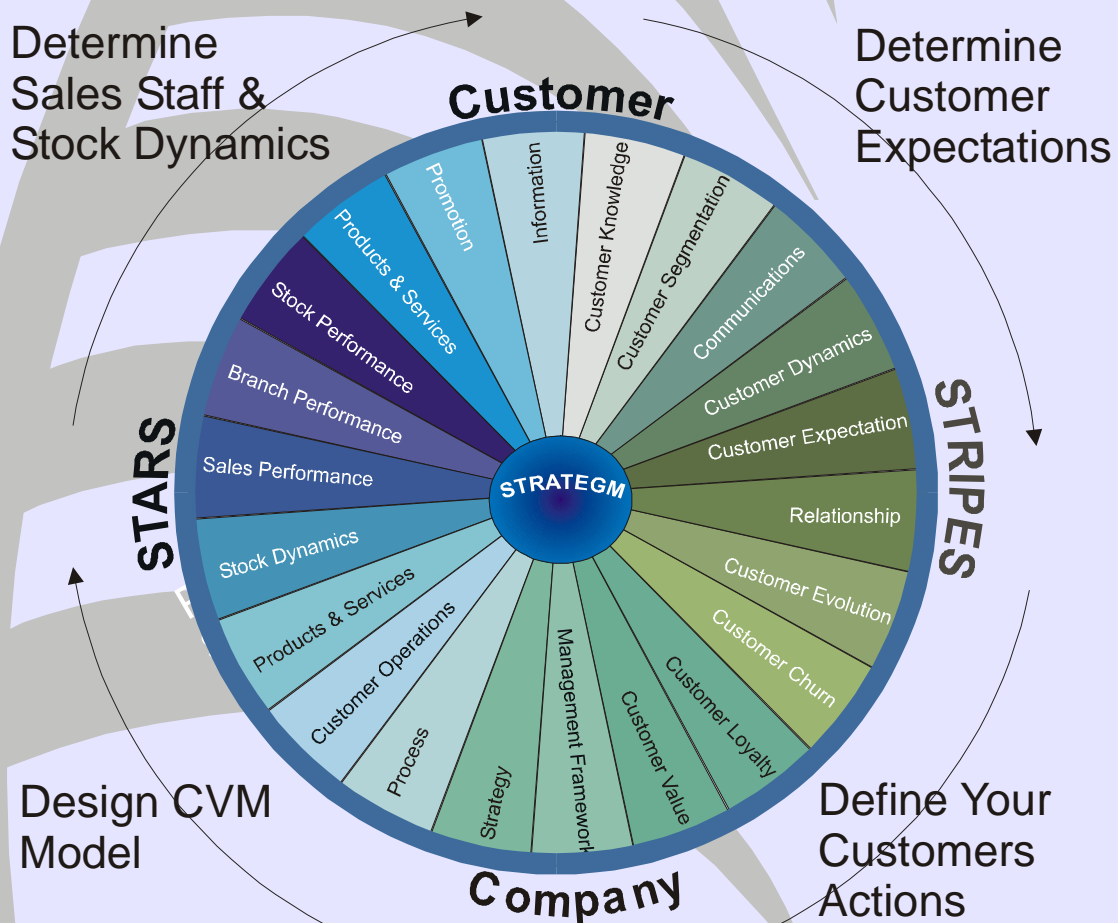 Determine
Sales Staff &
Stock Dynamics
Determine
Customer
Expectations
Customer
STRIPES
Company
STARS
STRATEGM
Information
Customer Knowledge
Customer Segmentation
Communications
Customer Dynamics
Customer Expectation
Relationship
Customer Evolution
Customer Churn
Customer Loyalty
Customer Value
Management Framework
Strategy
Process
Customer Operations
Products & Services
Stock Dynamics
Sales Performance
Branch Performance
Stock Performance
Products & Services
Promotion
Design CVM
Model
Define Your
Customers
Actions